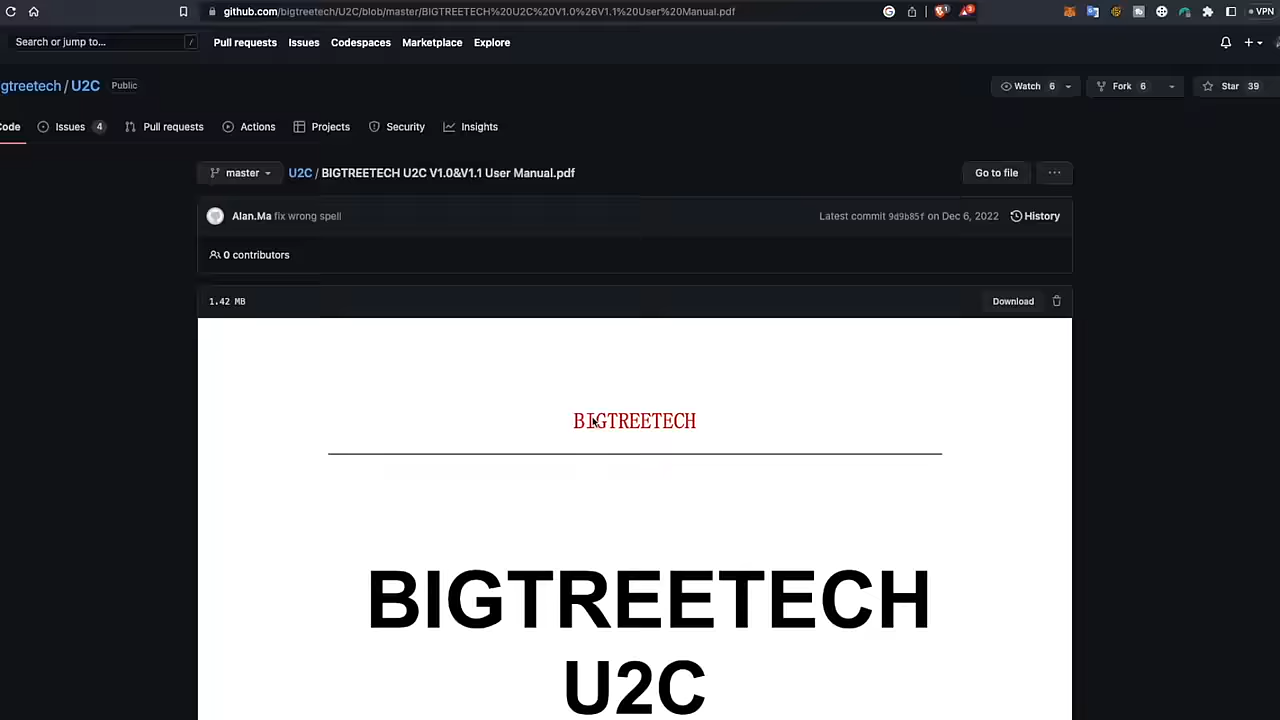 github.com/bigtreetech/U2C/blob/master/BIGTREETECH%20U2C%20V1.0%26V1.1%20User%20Manual.pdf
1
3
VPN
Search or jump to...
/
Pull requests
Issues
Codespaces
Marketplace
Explore
gtreetech / U2C
Public
Watch 6
Fork 6
Star 39
Code
Issues 4
Pull requests
Actions
Projects
Security
Insights
master
U2C / BIGTREETECH U2C V1.0&V1.1 User Manual.pdf
Go to file
...
Alan.Ma fix wrong spell
Latest commit 9d9b85f on Dec 6, 2022
History
0 contributors
1.42 MB
Download
BIGTREETECH
BIGTREETECH
U2C